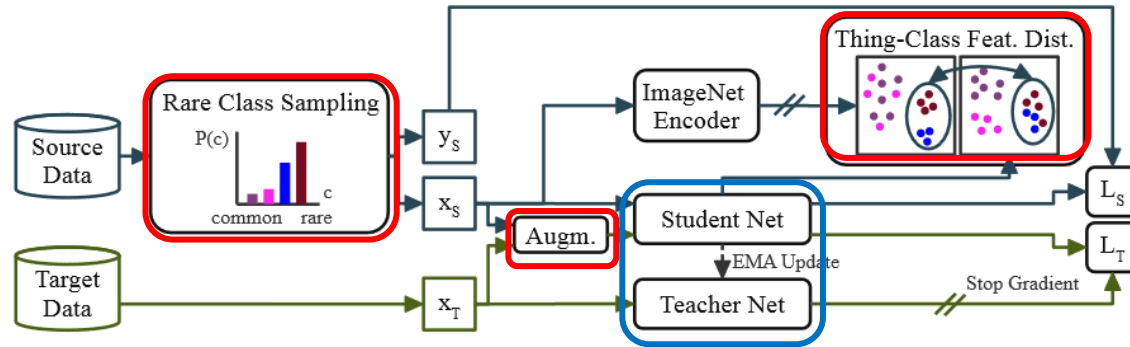 Thing-Class Feat. Dist.
Rare Class Sampling
P(c)
c
common rare
Source
Data
y_S
ImageNet
Encoder
x_S
L_S
Augm.
Student Net
EMA Update
Target
Data
x_T
Teacher Net
Stop Gradient
L_T